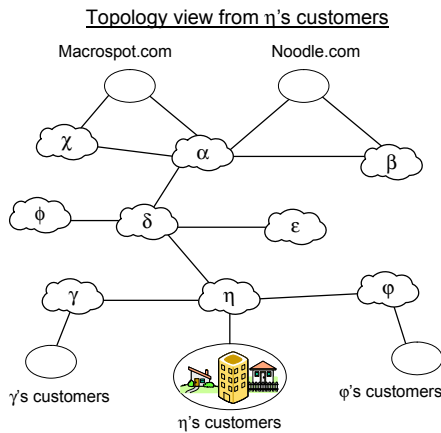 Topology view from η's customers
Macrospot.com
Noodle.com
χ
α
β
ϕ
δ
ε
γ
η
φ
γ's customers
η's customers
φ's customers